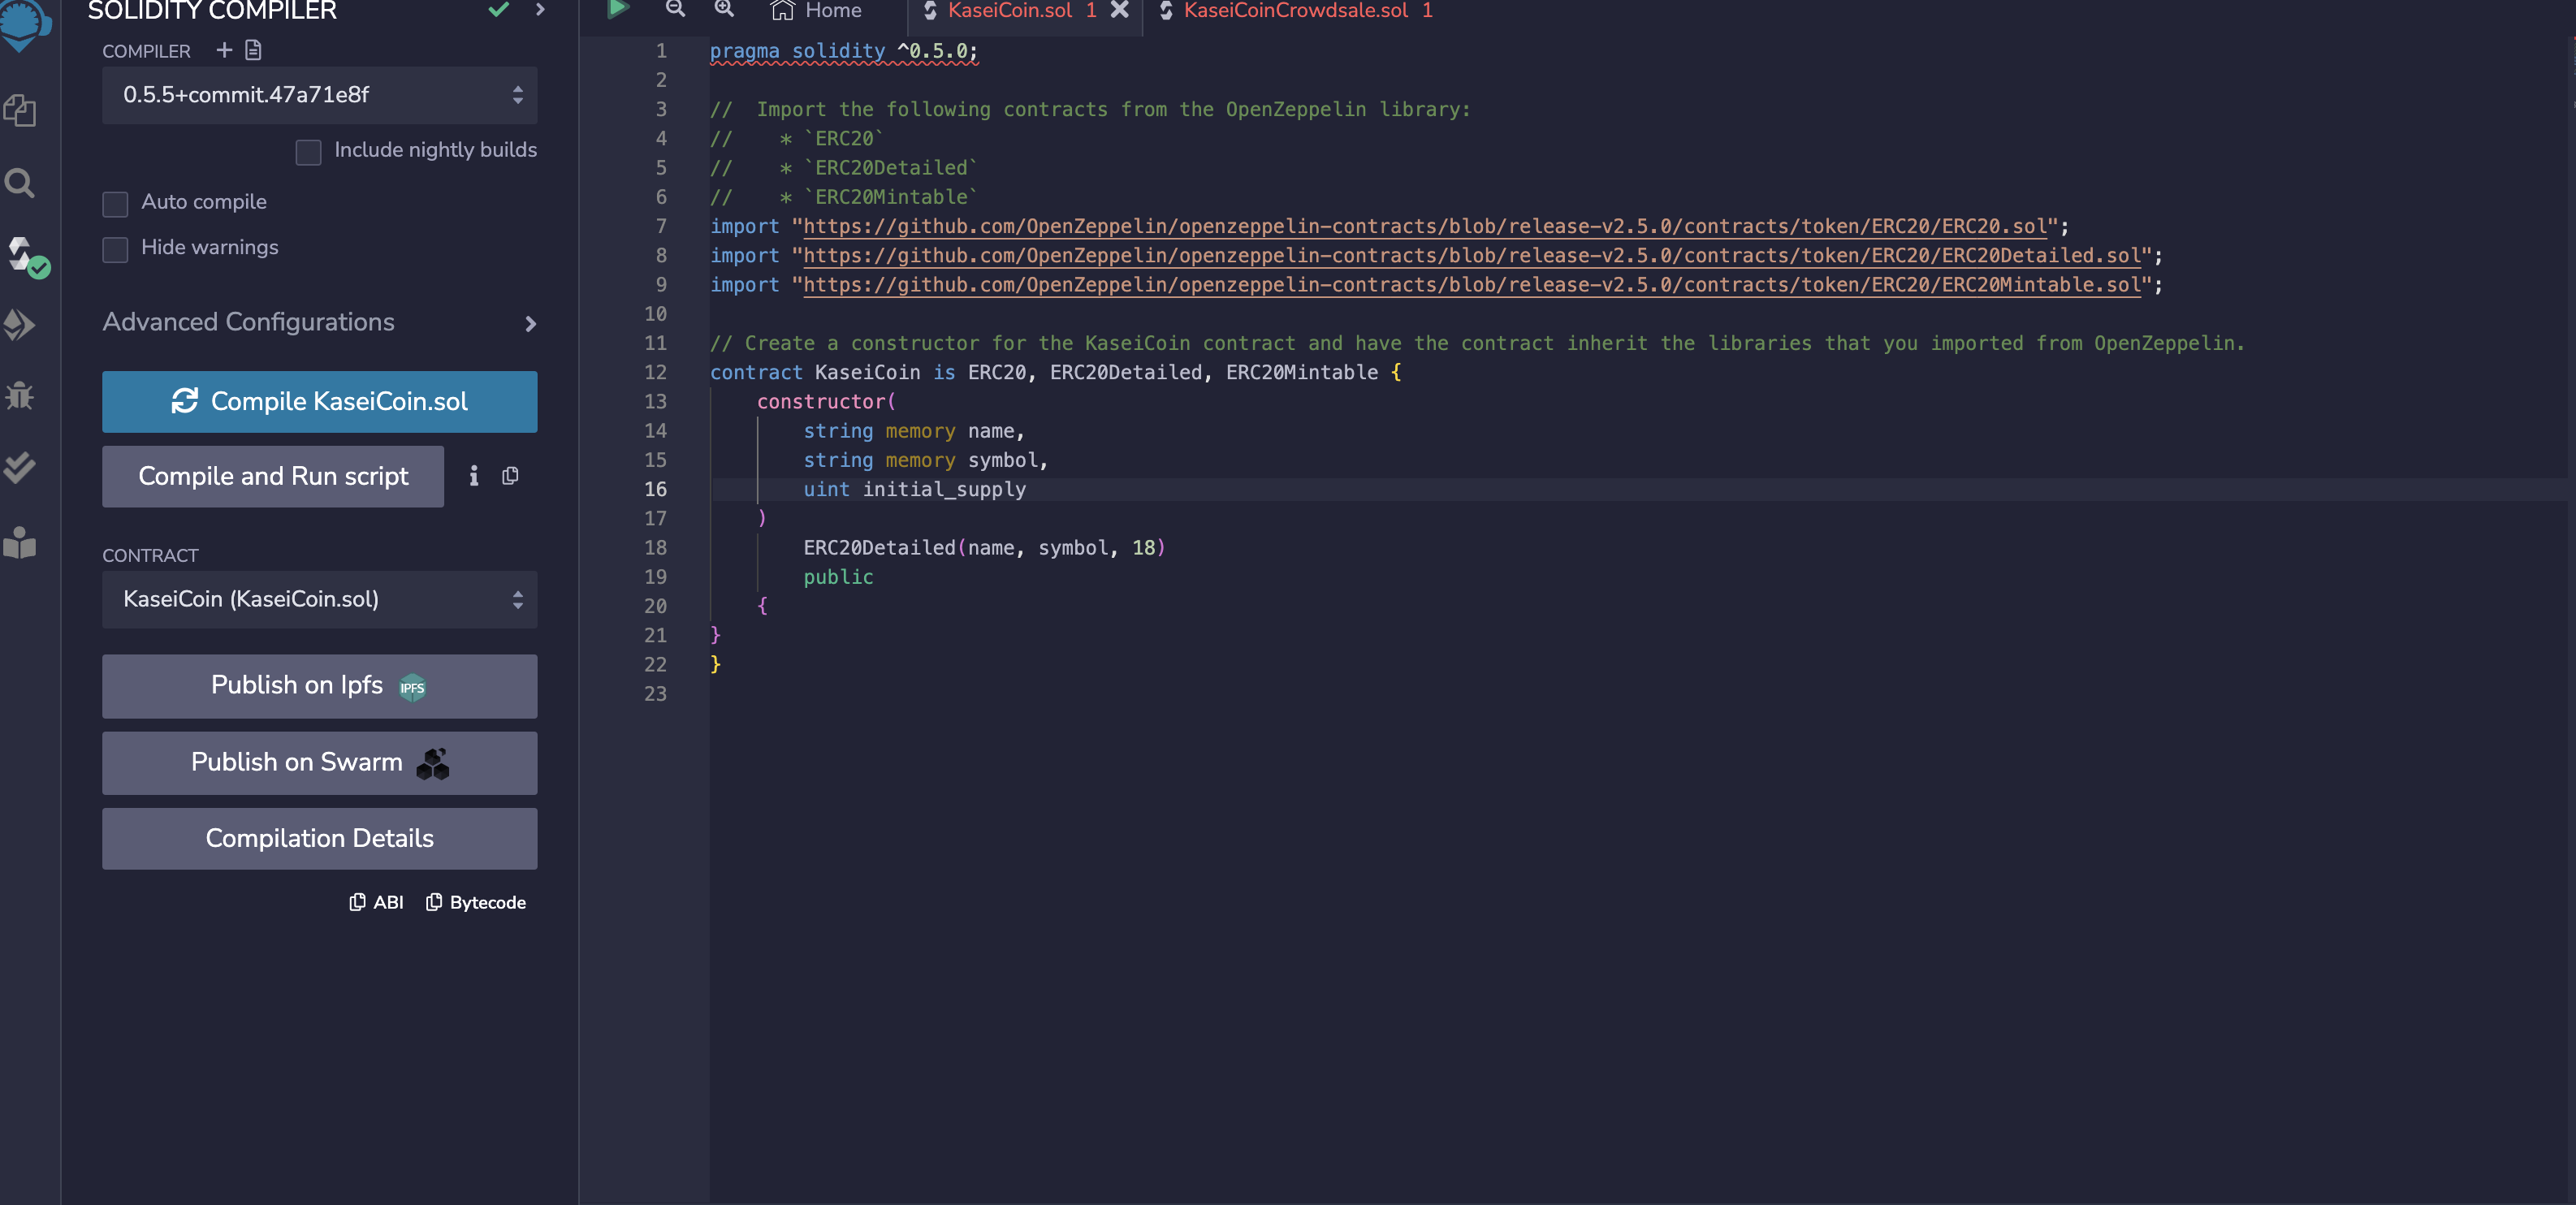 SOLIDITY COMPILER
COMPILER
0.5.5+commit.47a71e8f
Include nightly builds
Auto compile
Hide warnings
Advanced Configurations
Compile KaseiCoin.sol
Compile and Run script
CONTRACT
KaseiCoin (KaseiCoin.sol)
Publish on Ipfs IPFS
Publish on Swarm
Compilation Details
ABI Bytecode
Home KaseiCoin.sol 1 KaseiCoinCrowdsale.sol 1
1 pragma solidity ^0.5.0;
2
3 //  Import the following contracts from the OpenZeppelin library:
4 //    * `ERC20`
5 //    * `ERC20Detailed`
6 //    * `ERC20Mintable`
7 import "https://github.com/OpenZeppelin/openzeppelin-contracts/blob/release-v2.5.0/contracts/token/ERC20/ERC20.sol";
8 import "https://github.com/OpenZeppelin/openzeppelin-contracts/blob/release-v2.5.0/contracts/token/ERC20/ERC20Detailed.sol";
9 import "https://github.com/OpenZeppelin/openzeppelin-contracts/blob/release-v2.5.0/contracts/token/ERC20/ERC20Mintable.sol";
10
11 // Create a constructor for the KaseiCoin contract and have the contract inherit the libraries that you imported from OpenZeppelin.
12 contract KaseiCoin is ERC20, ERC20Detailed, ERC20Mintable {
13     constructor(
14         string memory name,
15         string memory symbol,
16         uint initial_supply
17     )
18         ERC20Detailed(name, symbol, 18)
19         public
20     {
21 }
22 }
23